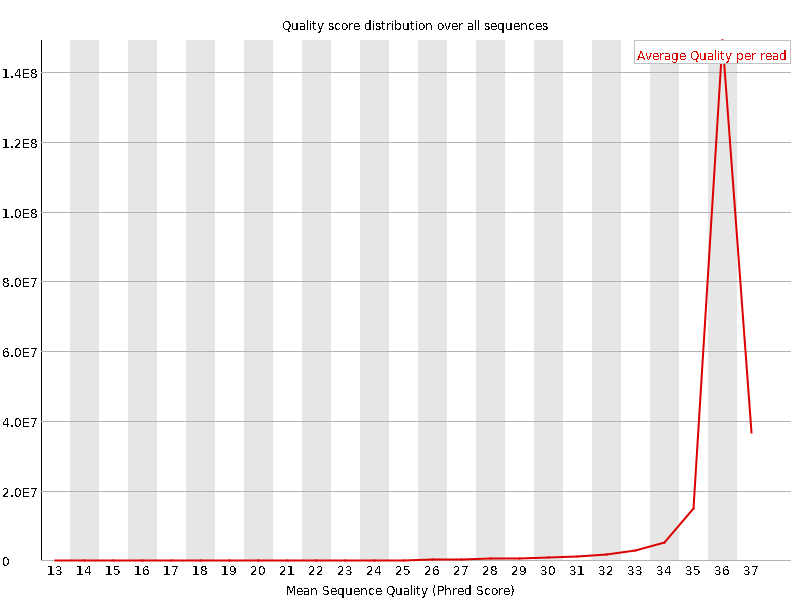 Quality score distribution over all sequences
Average Quality per read
1.4E8
1.2E8
1.0E8
8.0E7
6.0E7
4.0E7
2.0E7
0
13 14 15 16 17 18 19 20 21 22 23 24 25 26 27 28 29 30 31 32 33 34 35 36 37
Mean Sequence Quality (Phred Score)